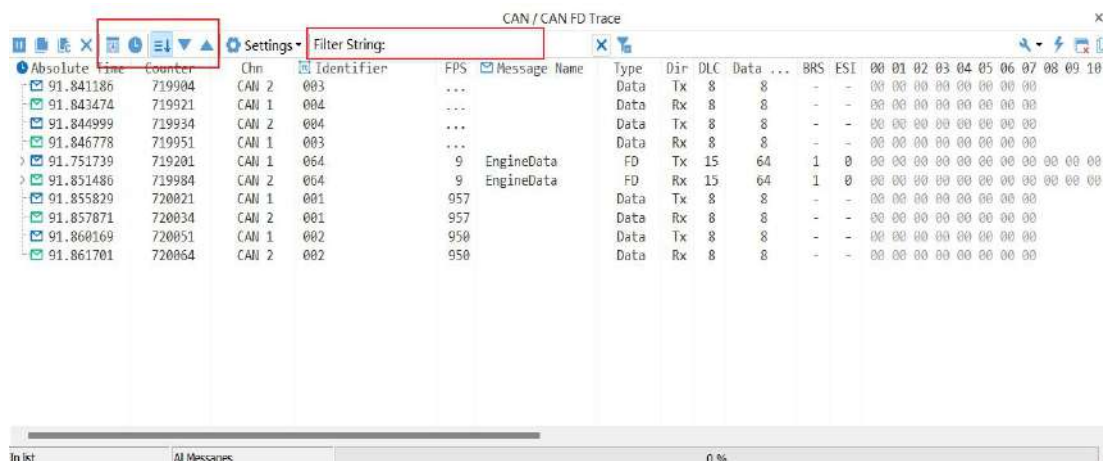 CAN / CAN FD Trace
Settings Filter String:
Absolute Time Counter Chn Identifier FPS Message Name Type Dir DLC Data ... BRS ESI 00 01 02 03 04 05 06 07 08 09 10
91.841186 719904 CAN 2 003 ... Data Tx 8 8 - - 00 00 00 00 00 00 00 00
91.843474 719921 CAN 1 004 ... Data Rx 8 8 - - 00 00 00 00 00 00 00 00
91.844999 719934 CAN 2 004 ... Data Tx 8 8 - - 00 00 00 00 00 00 00 00
91.846778 719951 CAN 1 003 ... Data Rx 8 8 - - 00 00 00 00 00 00 00 00
91.751739 719201 CAN 1 064 9 EngineData FD Tx 15 64 1 0 00 00 00 00 00 00 00 00 00 00 00
91.851486 719984 CAN 2 064 9 EngineData FD Rx 15 64 1 0 00 00 00 00 00 00 00 00 00 00 00
91.855829 720021 CAN 1 001 957 Data Tx 8 8 - - 00 00 00 00 00 00 00 00
91.857871 720034 CAN 2 001 957 Data Rx 8 8 - - 00 00 00 00 00 00 00 00
91.860169 720051 CAN 1 002 950 Data Tx 8 8 - - 00 00 00 00 00 00 00 00
91.861701 720064 CAN 2 002 950 Data Rx 8 8 - - 00 00 00 00 00 00 00 00
In list All Messages 0 %